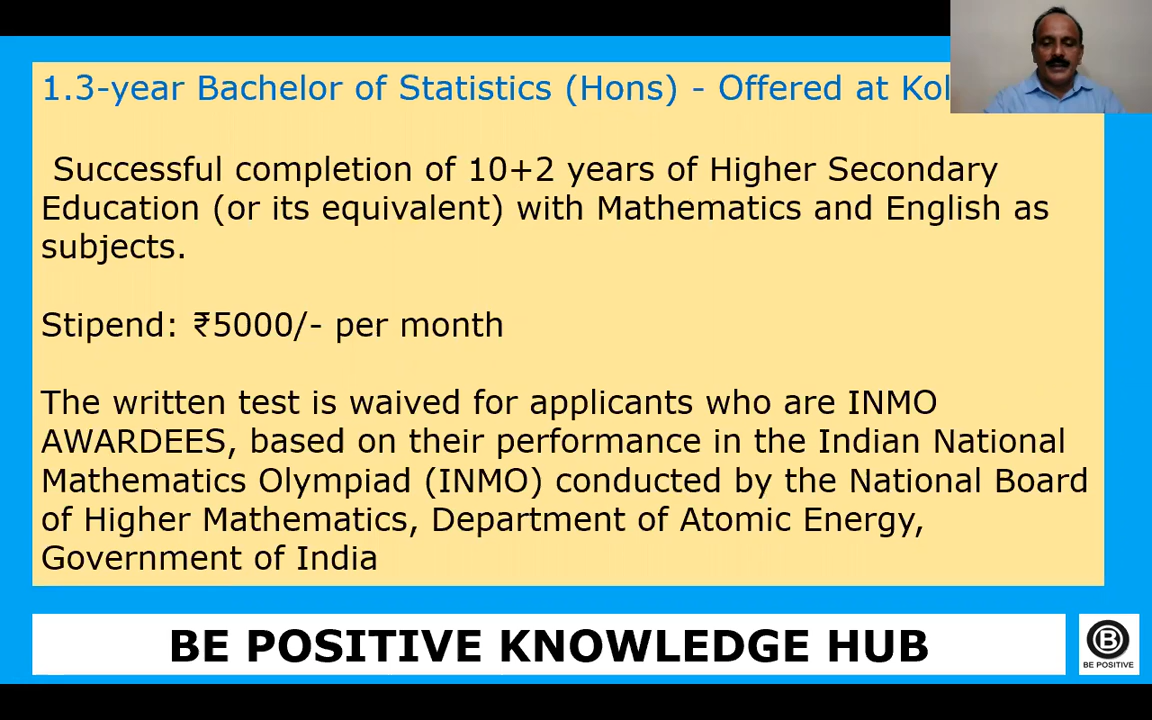 1.3-year Bachelor of Statistics (Hons) - Offered at Kol
Successful completion of 10+2 years of Higher Secondary
Education (or its equivalent) with Mathematics and English as
subjects.
Stipend: ₹5000/- per month
The written test is waived for applicants who are INMO
AWARDEES, based on their performance in the Indian National
Mathematics Olympiad (INMO) conducted by the National Board
of Higher Mathematics, Department of Atomic Energy,
Government of India
BE POSITIVE KNOWLEDGE HUB
B
BE POSITIVE